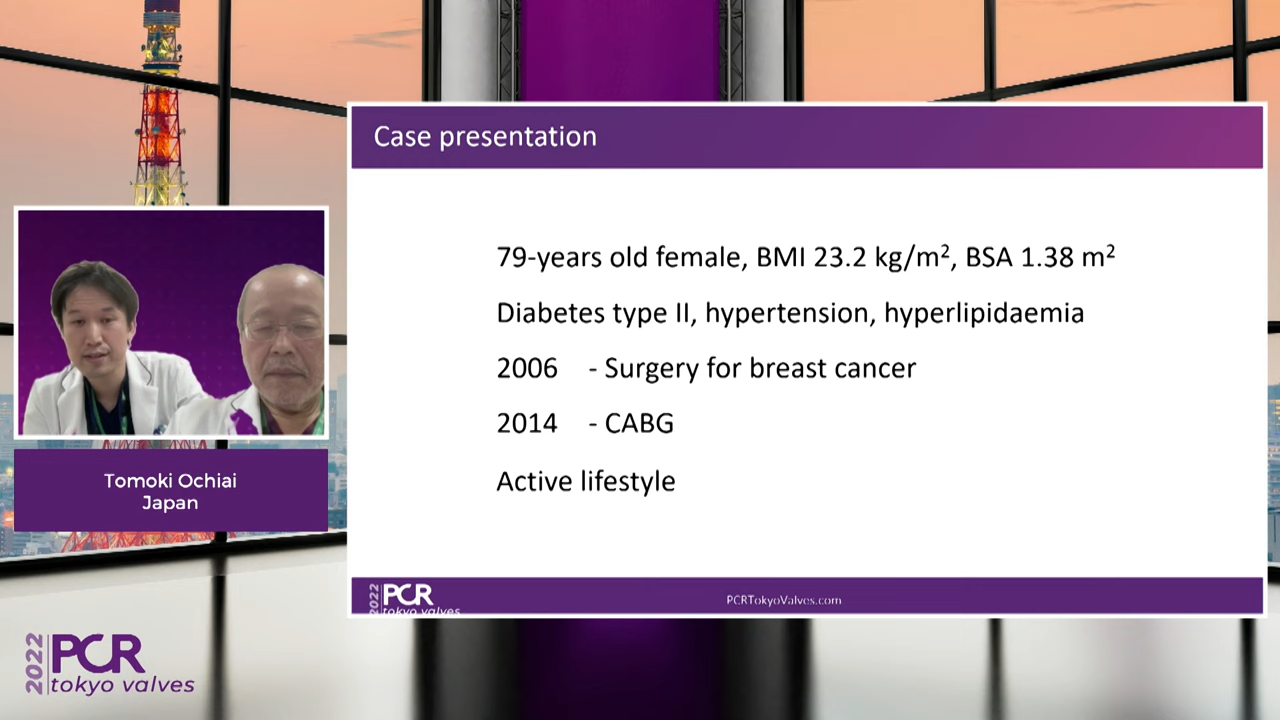 Case presentation
79-years old female, BMI 23.2 kg/m², BSA 1.38 m²
Diabetes type II, hypertension, hyperlipidaemia
2006 - Surgery for breast cancer
2014 - CABG
Active lifestyle
Tomoki Ochiai
Japan
2022 PCR
tokyo valves
PCRTokyoValves.com
2022 PCR
tokyo valves